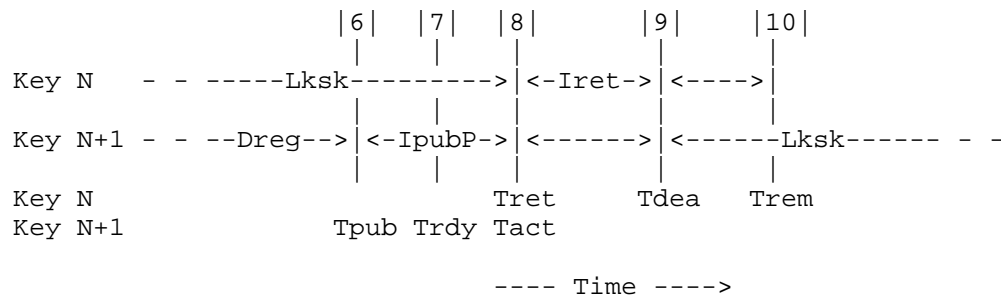 |6| |7| |8| |9| |10|
| | | | |
Key N - - -----Lksk--------->|<-Iret->|<---->|
| | | | |
Key N+1 - - --Dreg-->|<-IpubP->|<------>|<------Lksk------ - -
| | | | |
Key N Tret Tdea Trem
Key N+1 Tpub Trdy Tact
---- Time ---->